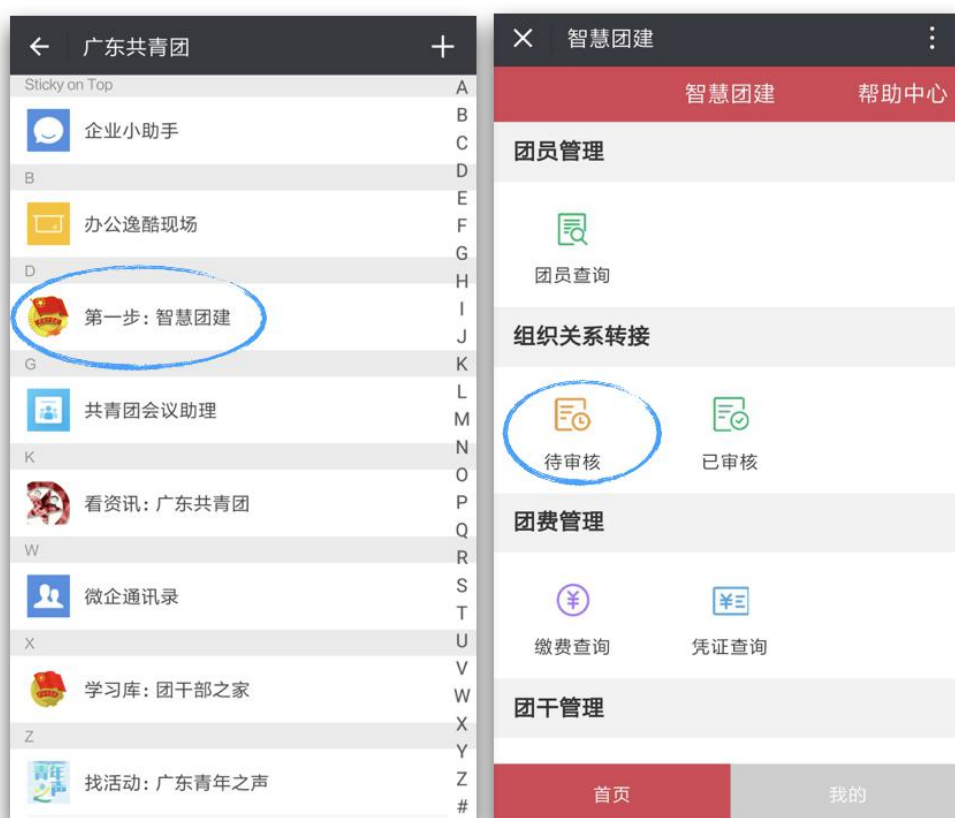 广东共青团
Sticky on Top
企业小助手
B
办公逸酷现场
D
第一步：智慧团建
G
共青团会议助理
K
看资讯：广东共青团
W
微企通讯录
X
学习库：团干部之家
Z
青年之声
找活动：广东青年之声
A
B
C
D
E
F
G
H
I
J
K
L
M
N
O
P
Q
R
S
T
U
V
W
X
Y
Z
#
智慧团建
智慧团建 帮助中心
团员管理
团员查询
组织关系转接
待审核 已审核
团费管理
缴费查询 凭证查询
团干管理
首页 我的